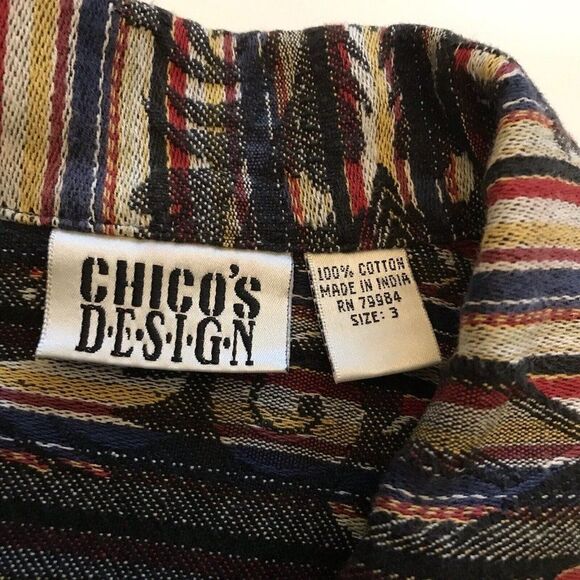 CHICO'S
D·E·S·I·G·N
100% COTTON
MADE IN INDIA
RN 79984
SIZE: 3